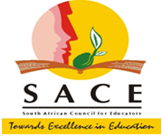 SACE
South African Council for Educators
Towards Excellence in Education